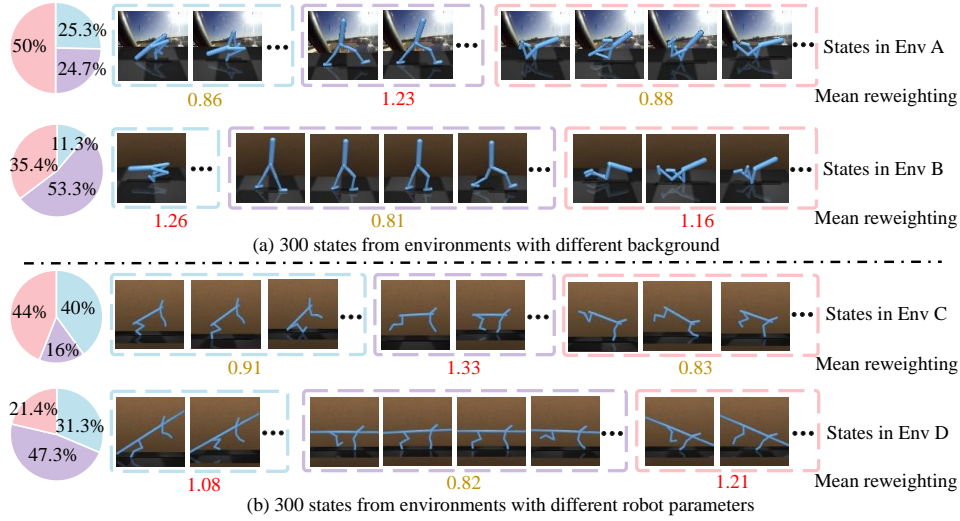 50%
25.3%
24.7%
States in Env A
0.86
1.23
0.88
Mean reweighting
11.3%
35.4%
53.3%
States in Env B
1.26
0.81
1.16
Mean reweighting
(a) 300 states from environments with different background
44%
40%
16%
States in Env C
0.91
1.33
0.83
Mean reweighting
21.4%
31.3%
47.3%
States in Env D
1.08
0.82
1.21
Mean reweighting
(b) 300 states from environments with different robot parameters